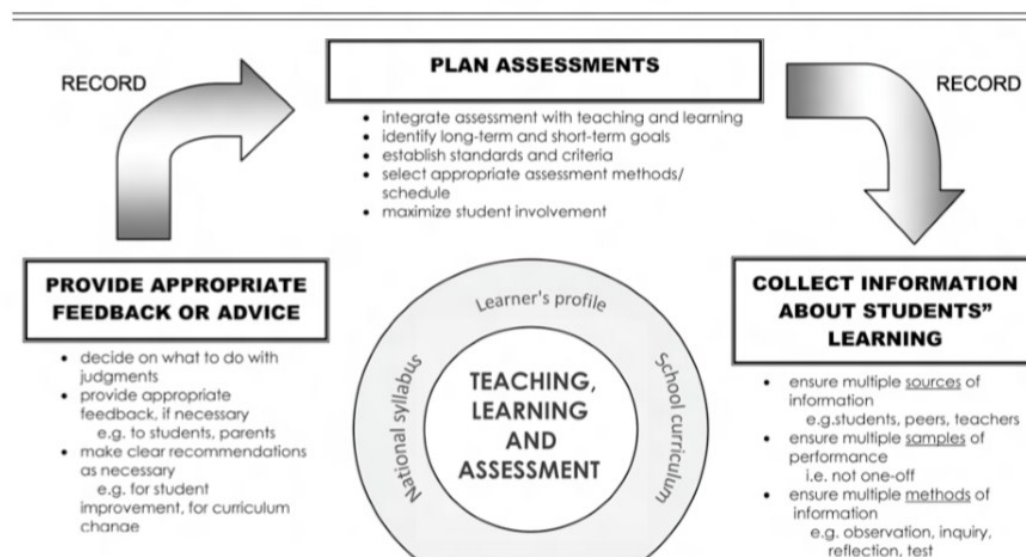 RECORD
PLAN ASSESSMENTS
RECORD
• integrate assessment with teaching and learning
• identify long-term and short-term goals
• establish standards and criteria
• select appropriate assessment methods/
schedule
• maximize student involvement
PROVIDE APPROPRIATE
FEEDBACK OR ADVICE
• decide on what to do with
judgments
• provide appropriate
feedback, if necessary
e.g. to students, parents
• make clear recommendations
as necessary
e.g. for student
improvement, for curriculum
change
Learner's profile
National syllabus
School curriculum
TEACHING,
LEARNING
AND
ASSESSMENT
COLLECT INFORMATION
ABOUT STUDENTS”
LEARNING
• ensure multiple sources of
information
e.g.students, peers, teachers
• ensure multiple samples of
performance
i.e. not one-off
• ensure multiple methods of
information
e.g. observation, inquiry,
reflection, test